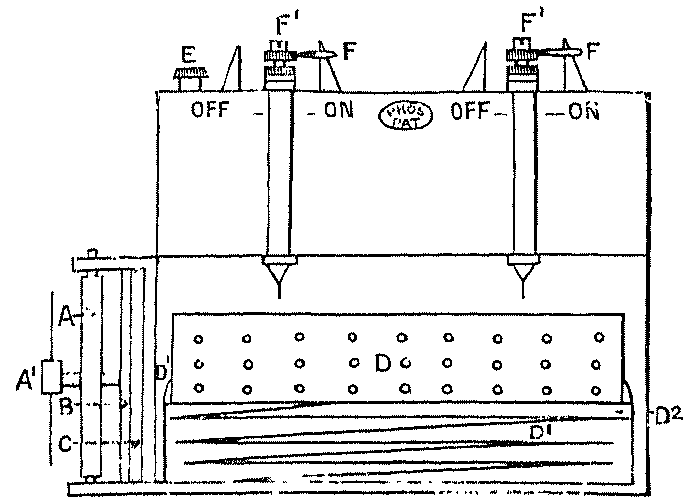 F' F'
E F F
OFF ON PHOS PAT OFF ON
A
D' D
A'
B
D²
C D'